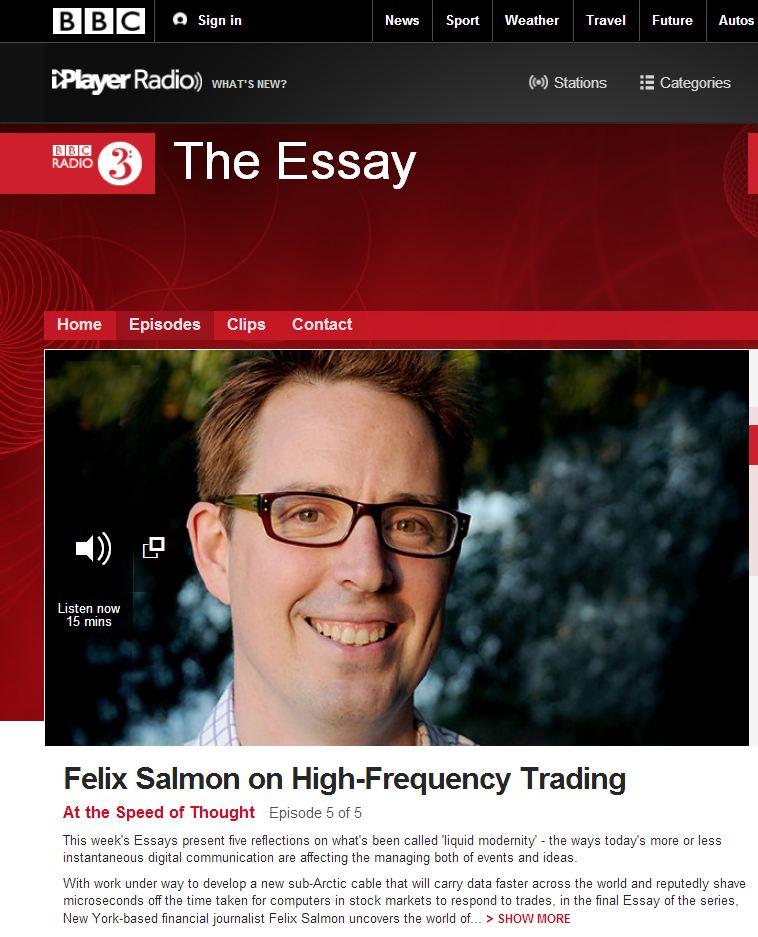 BBC Sign in News Sport Weather Travel Future Autos
iPlayer Radio WHAT'S NEW? Stations Categories
BBC RADIO 3 The Essay
Home Episodes Clips Contact
Listen now
15 mins
Felix Salmon on High-Frequency Trading
At the Speed of Thought Episode 5 of 5
This week's Essays present five reflections on what's been called 'liquid modernity' - the ways today's more or less
instantaneous digital communication are affecting the managing both of events and ideas.
With work under way to develop a new sub-Arctic cable that will carry data faster across the world and reputedly shave
microseconds off the time taken for computers in stock markets to respond to trades, in the final Essay of the series,
New York-based financial journalist Felix Salmon uncovers the world of... > SHOW MORE